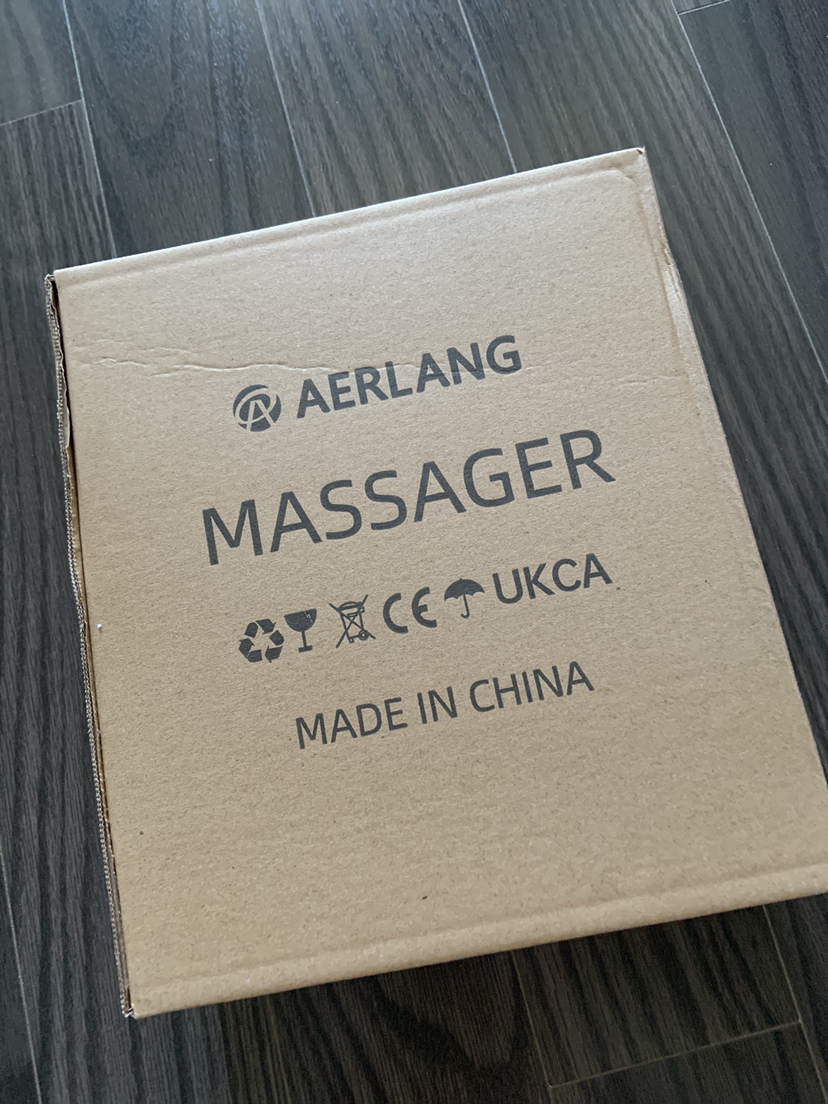 AERLANG
MASSAGER
CE UKCA
MADE IN CHINA